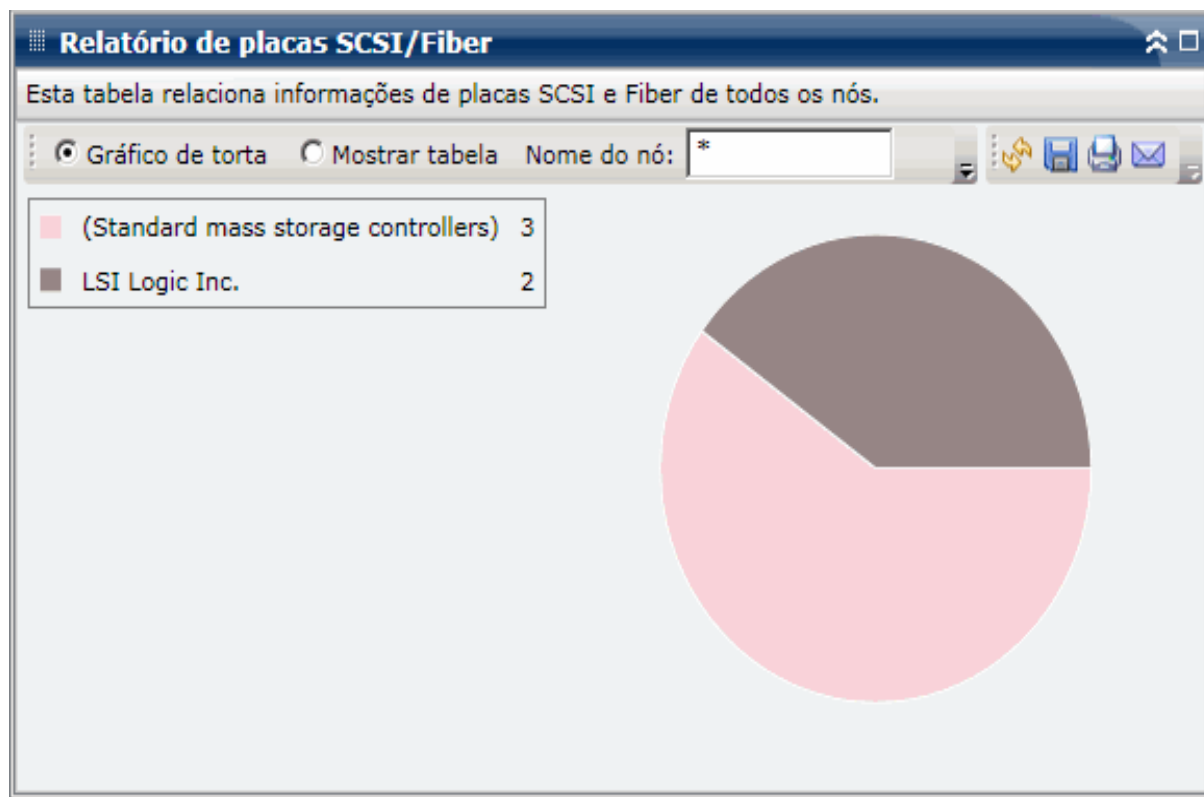 Relatório de placas SCSI/Fiber
Esta tabela relaciona informações de placas SCSI e Fiber de todos os nós.
Gráfico de torta Mostrar tabela Nome do nó: *
(Standard mass storage controllers) 3
LSI Logic Inc. 2